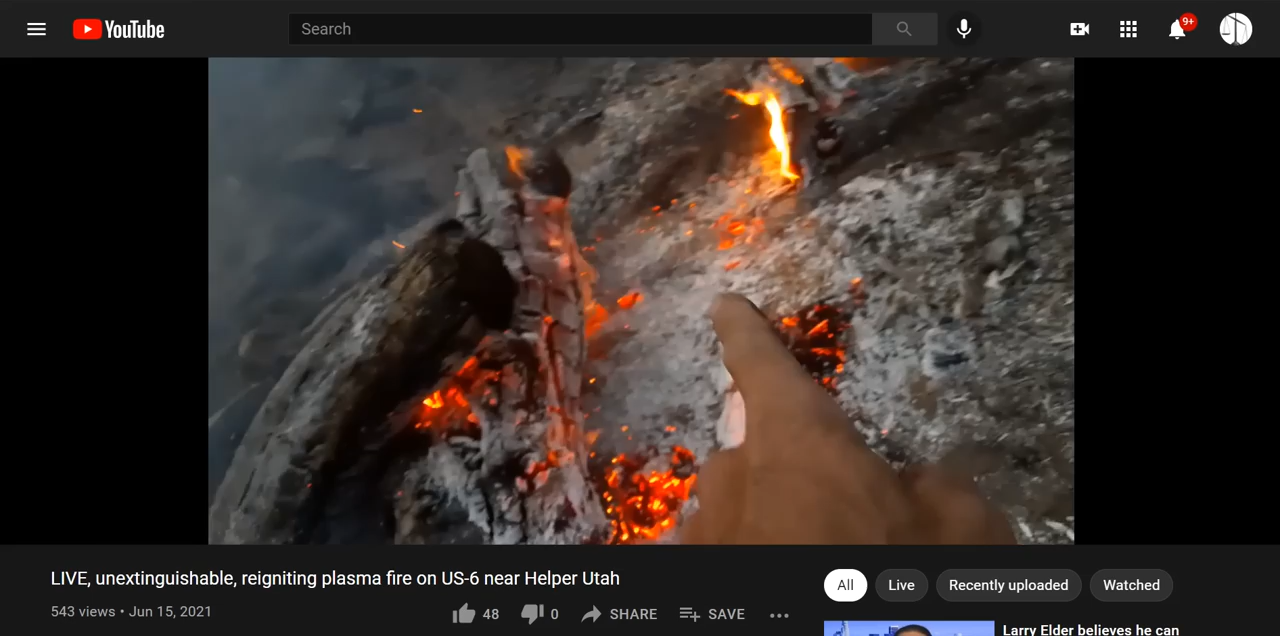 YouTube
Search
9+
LIVE, unextinguishable, reigniting plasma fire on US-6 near Helper Utah
543 views • Jun 15, 2021
48
0
SHARE
SAVE
All
Live
Recently uploaded
Watched
Larry Elder believes he can